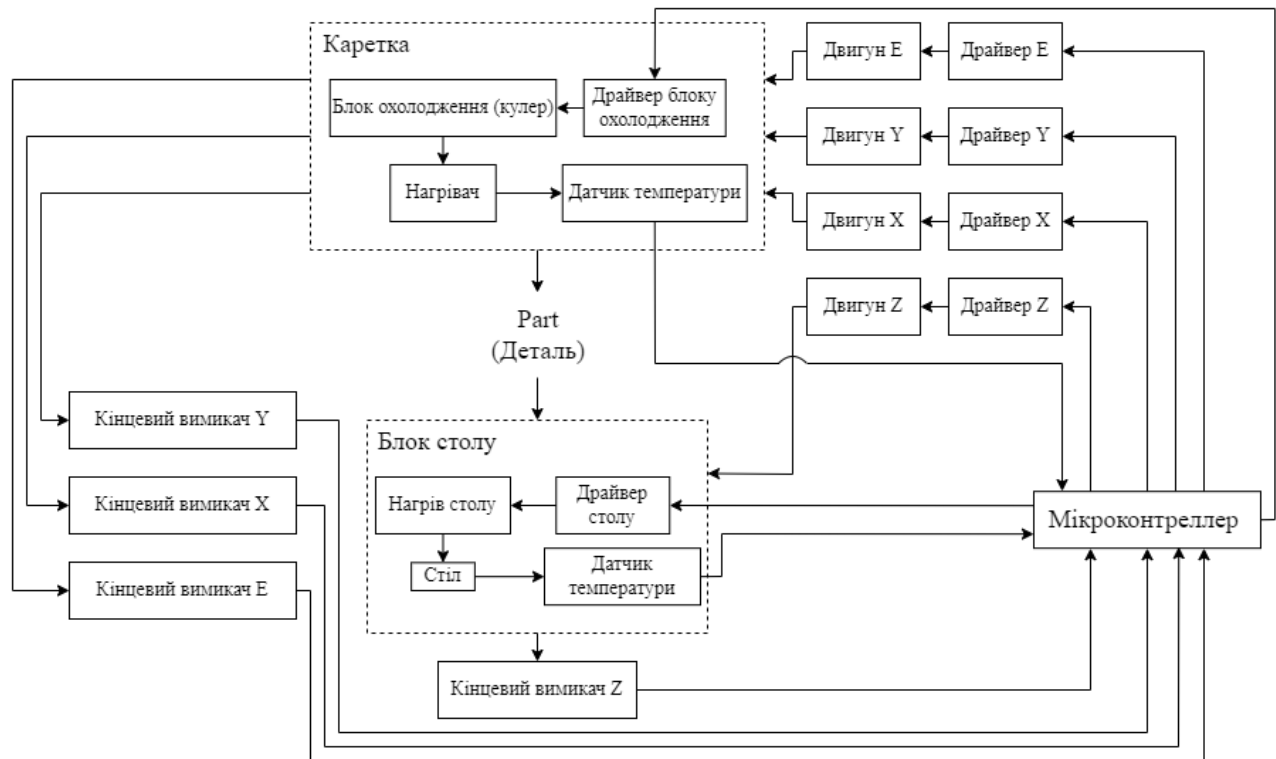 Каретка
Блок охолодження (кулер)
Драйвер блоку
охолодження
Нагрівач
Датчик температури
Двигун E
Драйвер E
Двигун Y
Драйвер Y
Двигун X
Драйвер X
Двигун Z
Драйвер Z
Part
(Деталь)
Кінцевий вимикач Y
Кінцевий вимикач X
Кінцевий вимикач E
Блок столу
Нагрів столу
Драйвер
столу
Стіл
Датчик
температури
Мікроконтреллер
Кінцевий вимикач Z